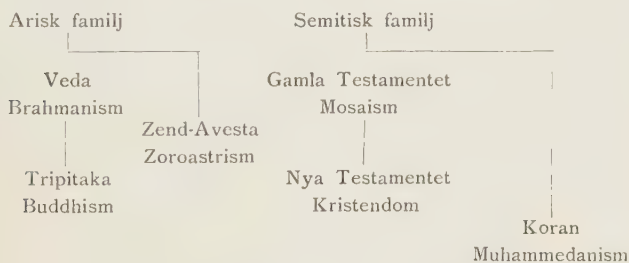 Arisk familj
Semitisk familj
Veda
Brahmanism
Zend-Avesta
Zoroastrism
Tripitaka
Buddhism
Gamla Testamentet
Mosaism
Nya Testamentet
Kristendom
Koran
Muhammedanism